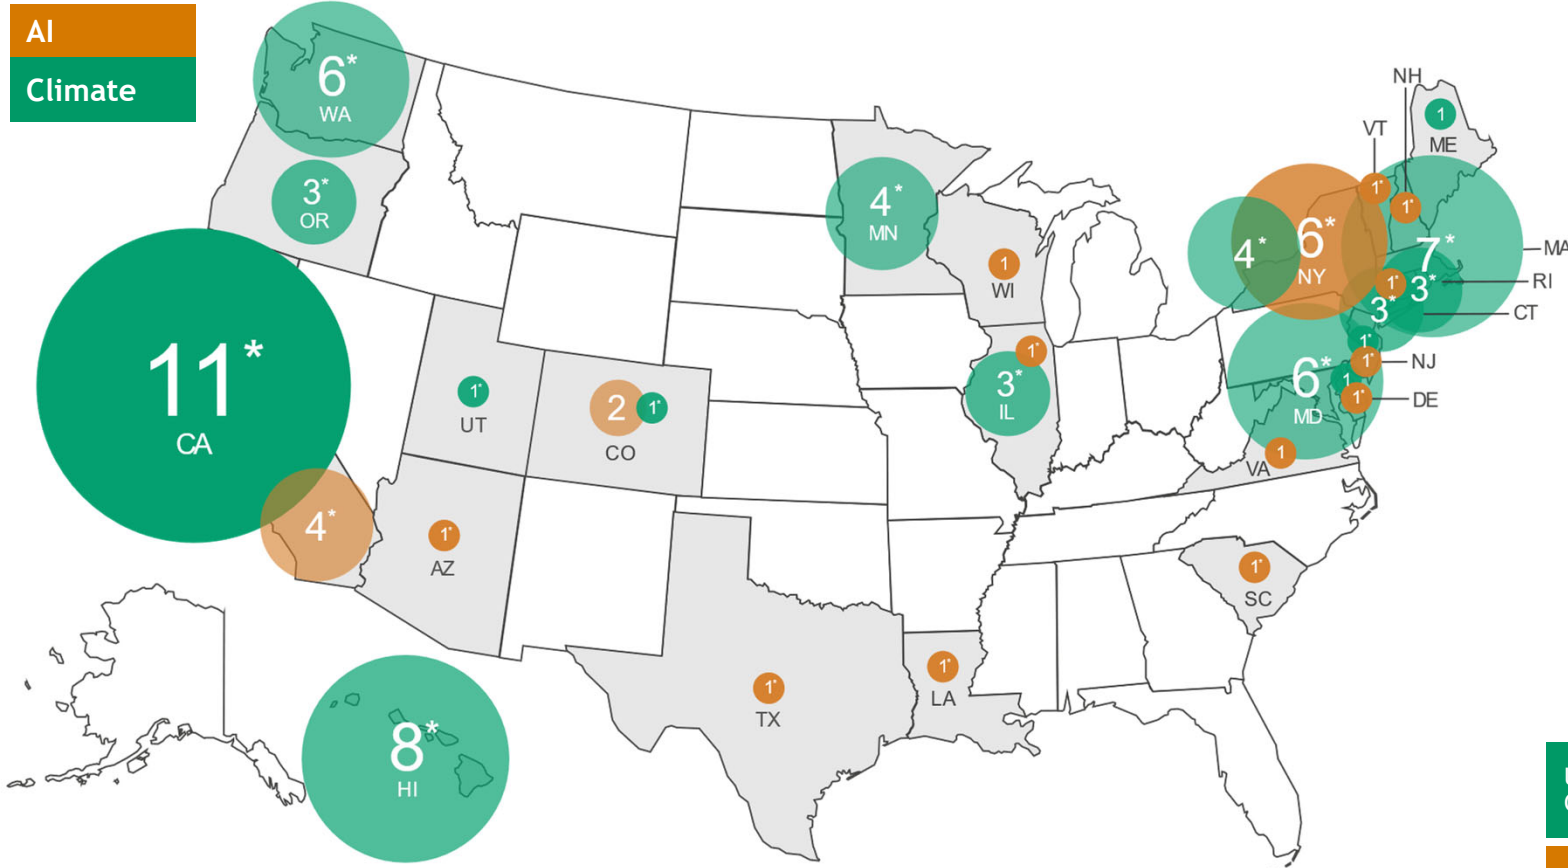 AI
Climate
6*
WA
3*
OR
11*
CA
4*
1*
UT
2
1*
CO
1*
AZ
8*
HI
4*
MN
1
WI
1*
3*
IL
1*
TX
1*
LA
1*
SC
1
VA
6*
MD
4*
6*
NY
VT
1*
NH
1*
1
ME
7*
MA
3*
RI
1*
3*
CT
1*
1*
NJ
1
1*
DE